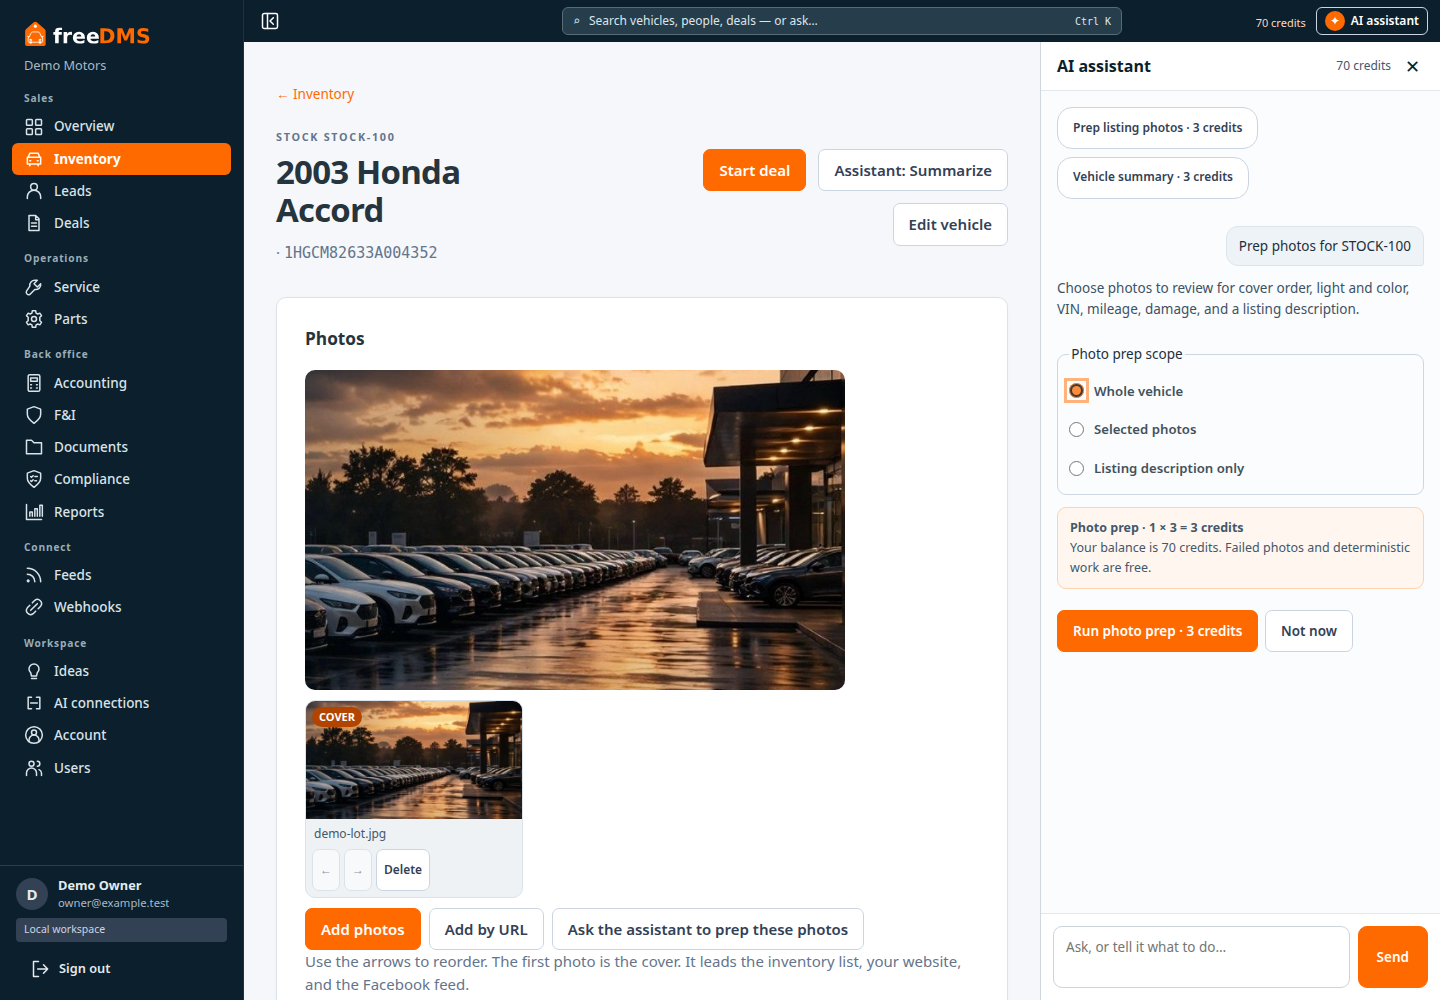 freeDMS
Demo Motors
Sales
Overview
Inventory
Leads
Deals
Operations
Service
Parts
Back office
Accounting
F&I
Documents
Compliance
Reports
Connect
Feeds
Webhooks
Workspace
Ideas
AI connections
Account
Users
D
Demo Owner
owner@example.test
Local workspace
Sign out
Search vehicles, people, deals — or ask...
Ctrl K
70 credits
AI assistant
← Inventory
STOCK STOCK-100
2003 Honda
Accord
· 1HGCM82633A004352
Start deal
Assistant: Summarize
Edit vehicle
Photos
COVER
demo-lot.jpg
←
→
Delete
Add photos
Add by URL
Ask the assistant to prep these photos
Use the arrows to reorder. The first photo is the cover. It leads the inventory list, your website,
and the Facebook feed.
AI assistant
70 credits
Prep listing photos · 3 credits
Vehicle summary · 3 credits
Prep photos for STOCK-100
Choose photos to review for cover order, light and color,
VIN, mileage, damage, and a listing description.
Photo prep scope
Whole vehicle
Selected photos
Listing description only
Photo prep · 1 × 3 = 3 credits
Your balance is 70 credits. Failed photos and deterministic
work are free.
Run photo prep · 3 credits
Not now
Ask, or tell it what to do...
Send